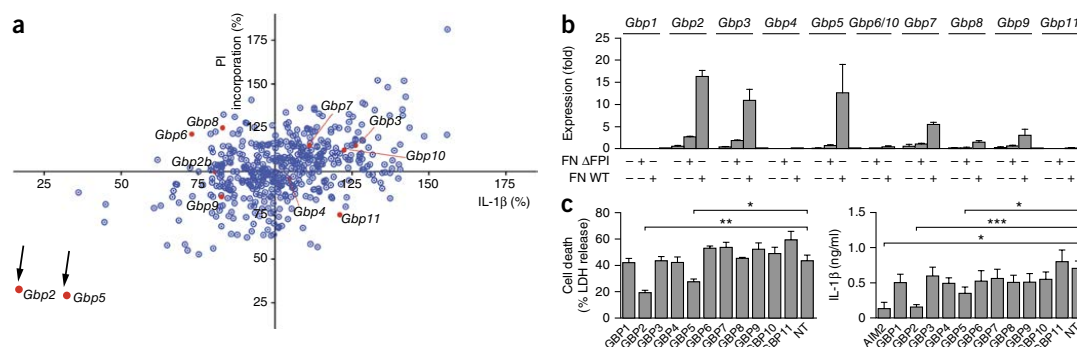 a
PI
incorporation (%)
175
150
125
75
50
25
25
50
75
125
150
175
IL-1β (%)
Gbp7
Gbp3
Gbp8
Gbp6
Gbp10
Gbp2b
Gbp9
Gbp4
Gbp11
Gbp2
Gbp5
b
Gbp1 Gbp2 Gbp3 Gbp4 Gbp5 Gbp6/10 Gbp7 Gbp8 Gbp9 Gbp11
Expression (fold)
25
20
15
10
5
0
FN ΔFPI – + – – + – – + – – + – – + – – + – – + – – + – – + – – + –
FN WT – – + – – + – – + – – + – – + – – + – – + – – + – – + – – +
c
Cell death
(% LDH release)
80
60
40
20
0
*
**
GBP1 GBP2 GBP3 GBP4 GBP5 GBP6 GBP7 GBP8 GBP9 GBP10 GBP11 NT
IL-1β (ng/ml)
1.5
1.0
0.5
0
*
***
*
AIM2 GBP1 GBP2 GBP3 GBP4 GBP5 GBP6 GBP7 GBP8 GBP9 GBP10 GBP11 NT